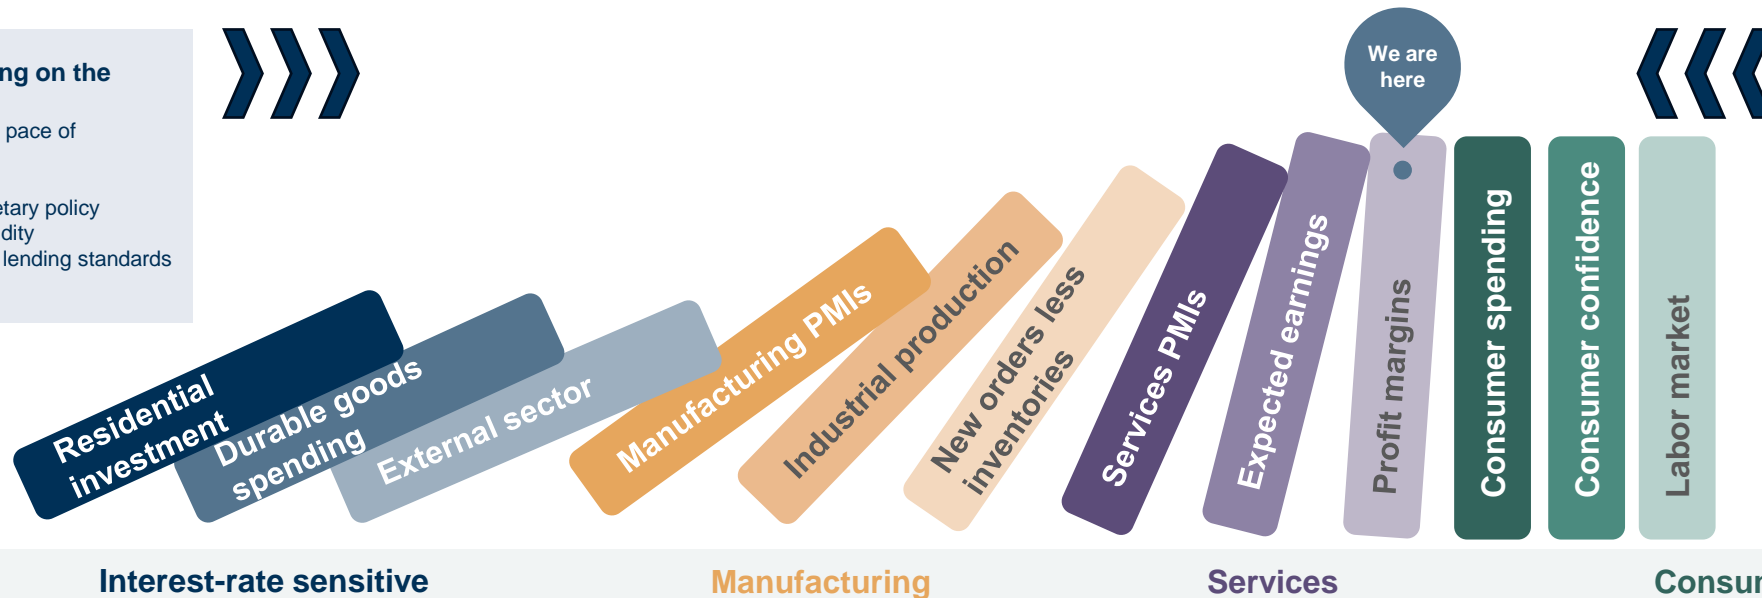 ng on the
pace of
etary policy
dity
lending standards
We are
here
Residential
investment
Durable goods
spending
External sector
Manufacturing PMIs
Industrial production
New orders less
inventories
Services PMIs
Expected earnings
Profit margins
Consumer spending
Consumer confidence
Labor market
Interest-rate sensitive
Manufacturing
Services
Consum